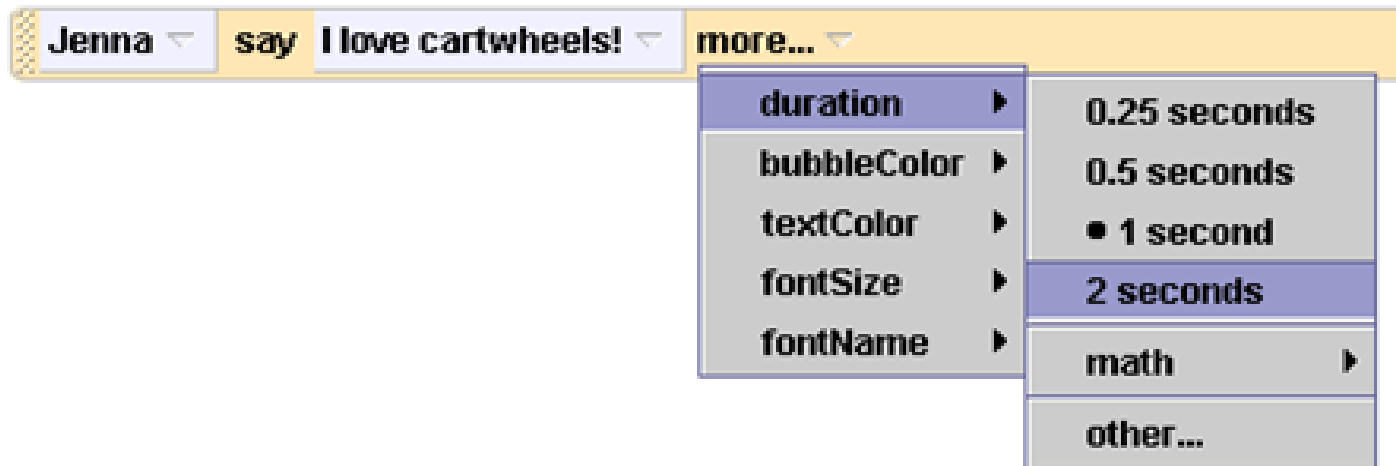 Jenna say I love cartwheels! more...
duration
bubbleColor
textColor
fontSize
fontName
0.25 seconds
0.5 seconds
1 second
2 seconds
math
other...